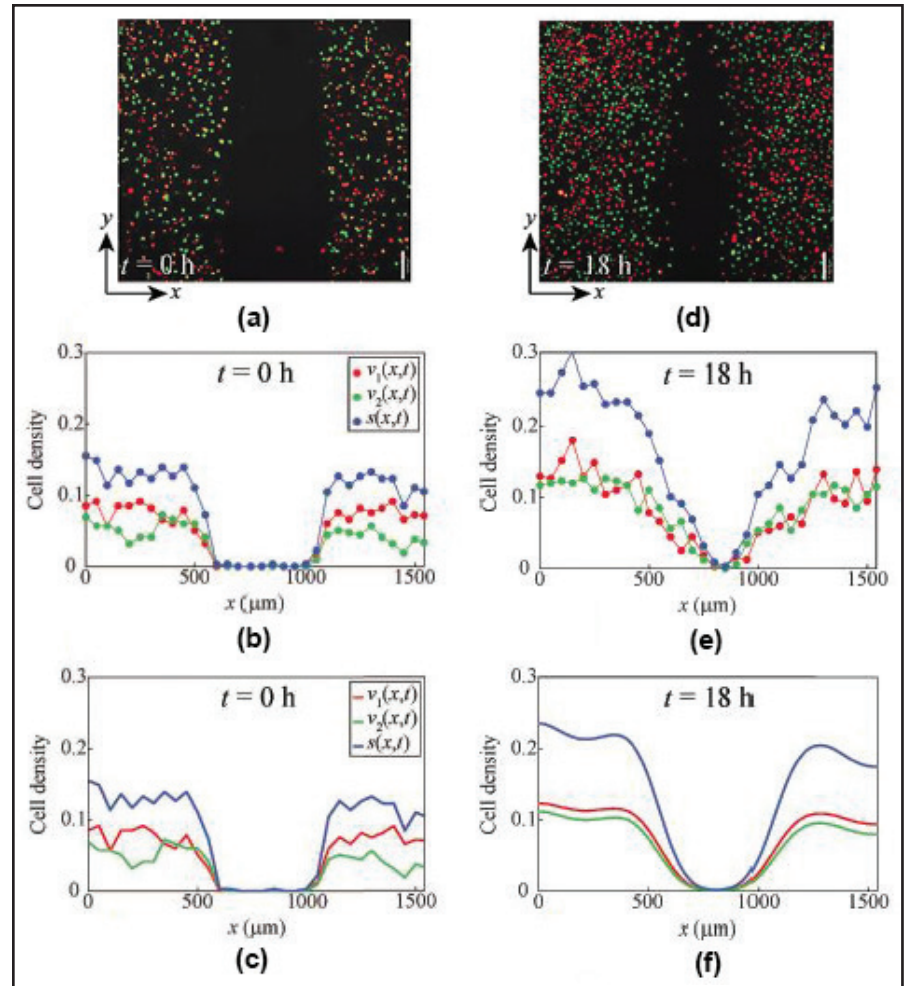 y
t = 0 h
x
(a)
y
t = 18 h
x
(d)
0.3
0.2
0.1
0
Cell density
t = 0 h
v₁(x,t)
v₂(x,t)
s(x,t)
0
500
1000
1500
x (μm)
(b)
0.3
0.2
0.1
0
Cell density
t = 18 h
0
500
1000
1500
x (μm)
(e)
0.3
0.2
0.1
0
Cell density
t = 0 h
v₁(x,t)
v₂(x,t)
s(x,t)
0
500
1000
1500
x (μm)
(c)
0.3
0.2
0.1
0
Cell density
t = 18 h
0
500
1000
1500
x (μm)
(f)